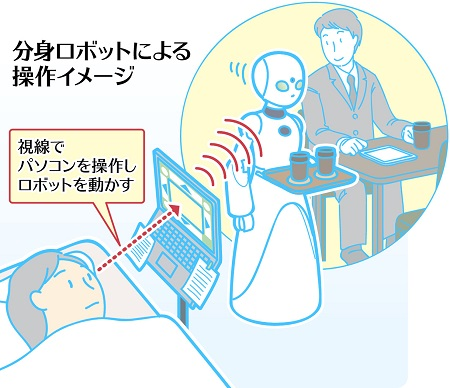 分身ロボットによる
操作イメージ
視線で
パソコンを操作し
ロボットを動かす